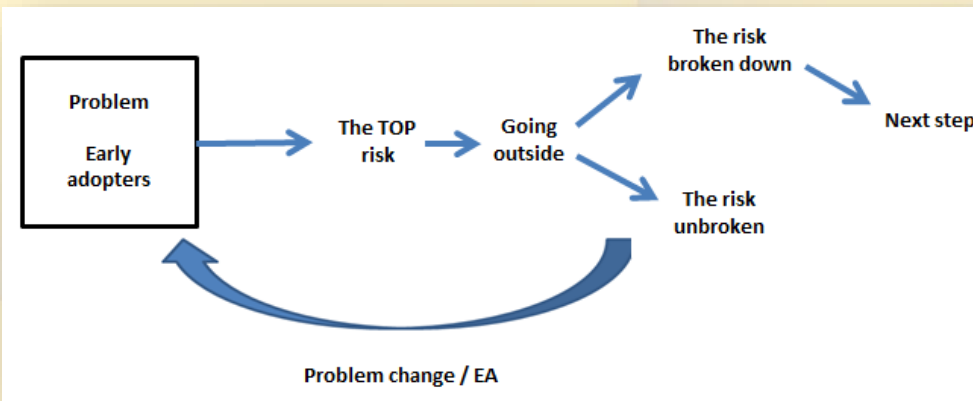 Problem
Early
adopters
The TOP
risk
Going
outside
The risk
broken down
Next step
The risk
unbroken
Problem change / EA